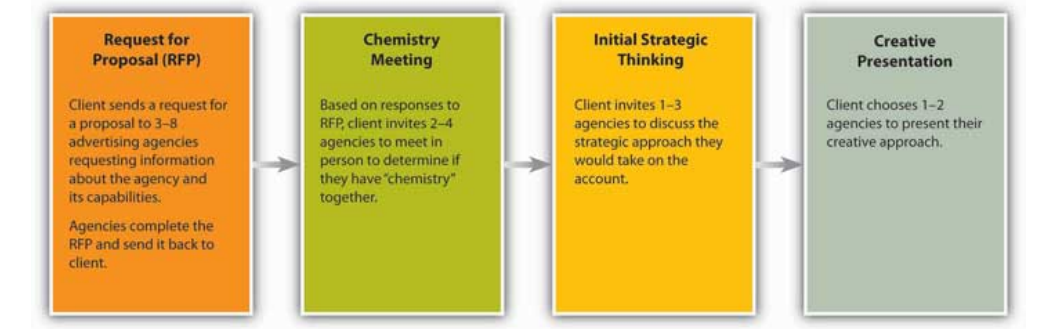 Request for
Proposal (RFP)
Client sends a request for
a proposal to 3–8
advertising agencies
requesting information
about the agency and
its capabilities.
Agencies complete the
RFP and send it back to
client.
Chemistry
Meeting
Based on responses to
RFP, client invites 2–4
agencies to meet in
person to determine if
they have “chemistry”
together.
Initial Strategic
Thinking
Client invites 1–3
agencies to discuss the
strategic approach they
would take on the
account.
Creative
Presentation
Client chooses 1–2
agencies to present their
creative approach.